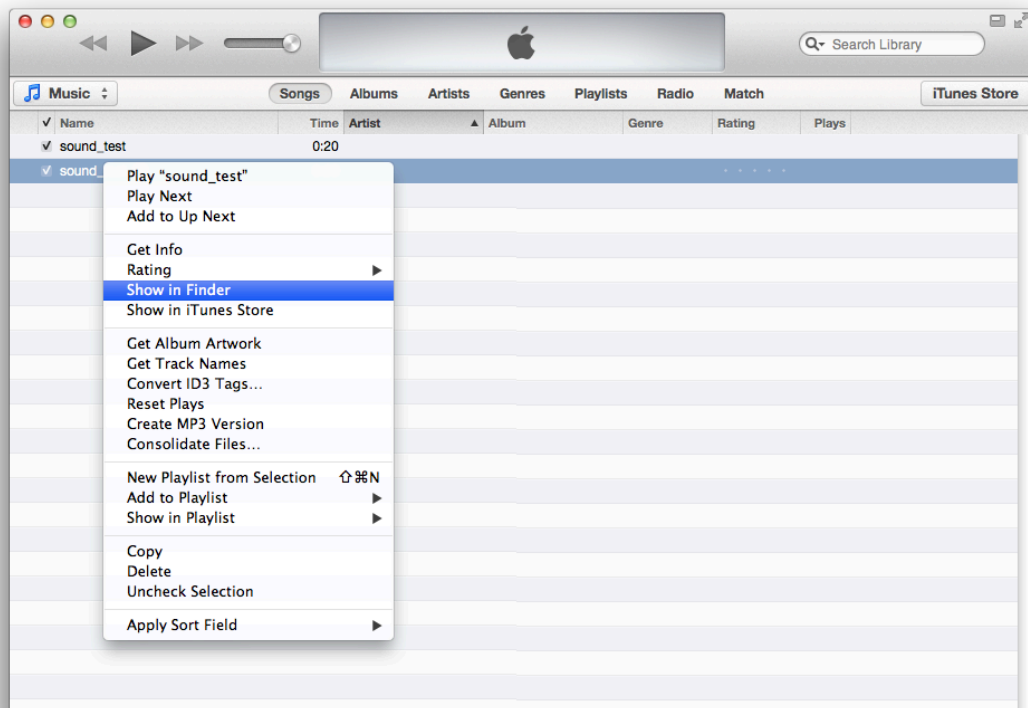 Search Library
Music
Songs Albums Artists Genres Playlists Radio Match
iTunes Store
✓ Name Time Artist ▲ Album Genre Rating Plays
sound_test 0:20
sound_
Play “sound_test”
Play Next
Add to Up Next
Get Info
Rating
Show in Finder
Show in iTunes Store
Get Album Artwork
Get Track Names
Convert ID3 Tags...
Reset Plays
Create MP3 Version
Consolidate Files...
New Playlist from Selection ⇧⌘N
Add to Playlist
Show in Playlist
Copy
Delete
Uncheck Selection
Apply Sort Field